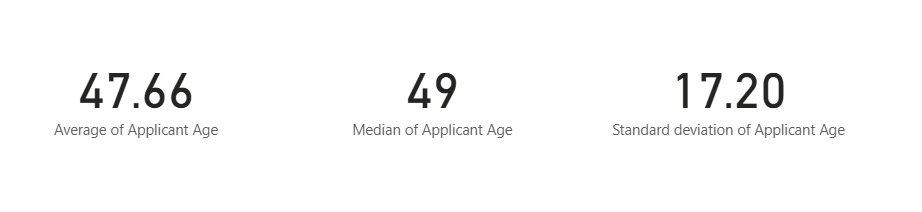 47.66
Average of Applicant Age
49
Median of Applicant Age
17.20
Standard deviation of Applicant Age